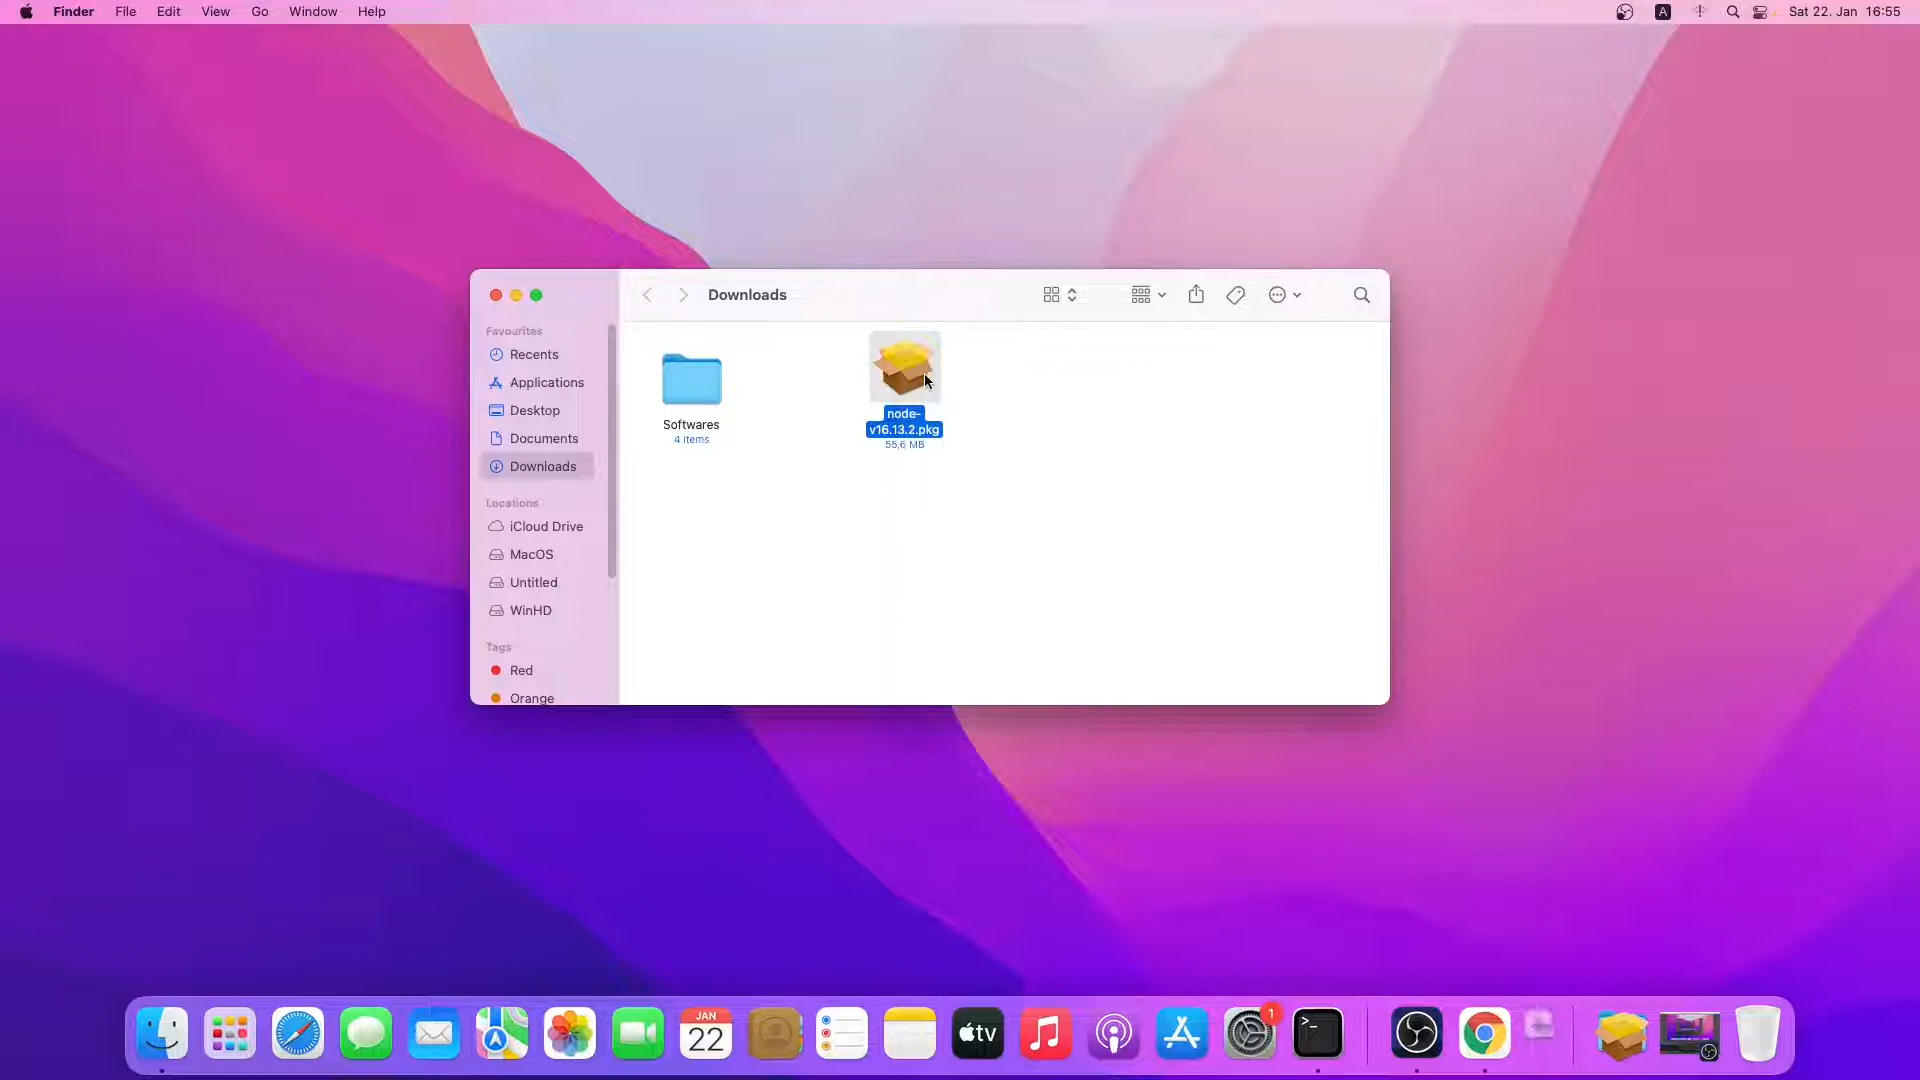 Finder File Edit View Go Window Help
A
Sat 22. Jan 16:55
Downloads
Favourites
Recents
Applications
Desktop
Documents
Downloads
Locations
iCloud Drive
MacOS
Untitled
WinHD
Tags
Red
Orange
Softwares
4 items
node-
v16.13.2.pkg
55,6 MB
JAN
22
tv
1
>_